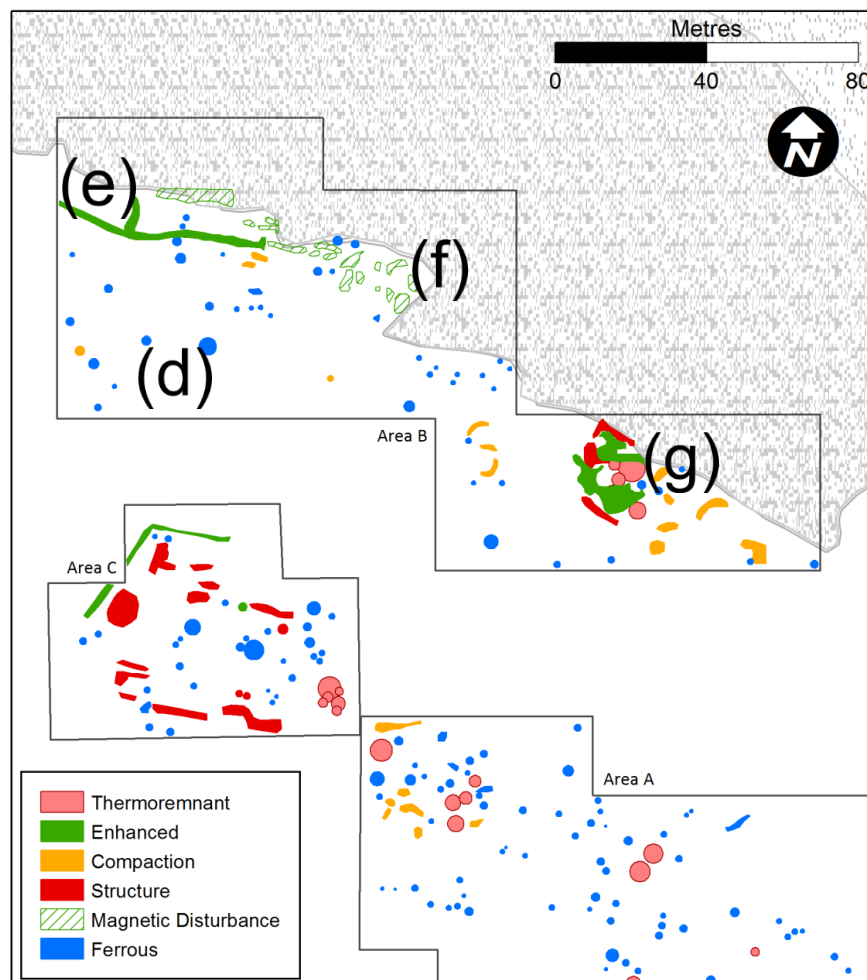 Metres
0 40 80
N
(e)
(f)
(d)
Area B
(g)
Area C
Area A
Thermoremnant
Enhanced
Compaction
Structure
Magnetic Disturbance
Ferrous